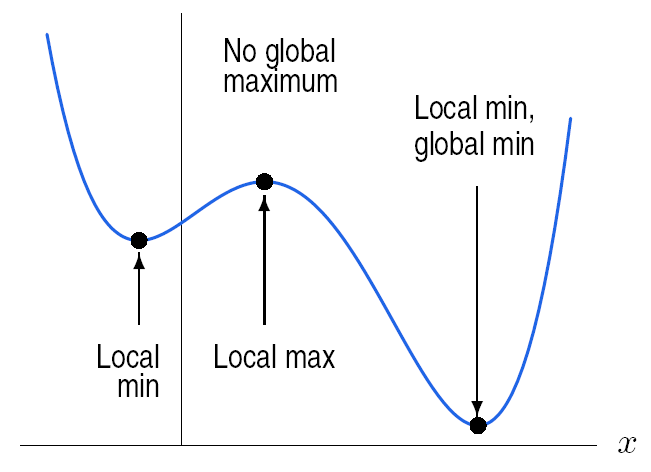 No global
maximum
Local min,
global min
Local
min
Local max
x